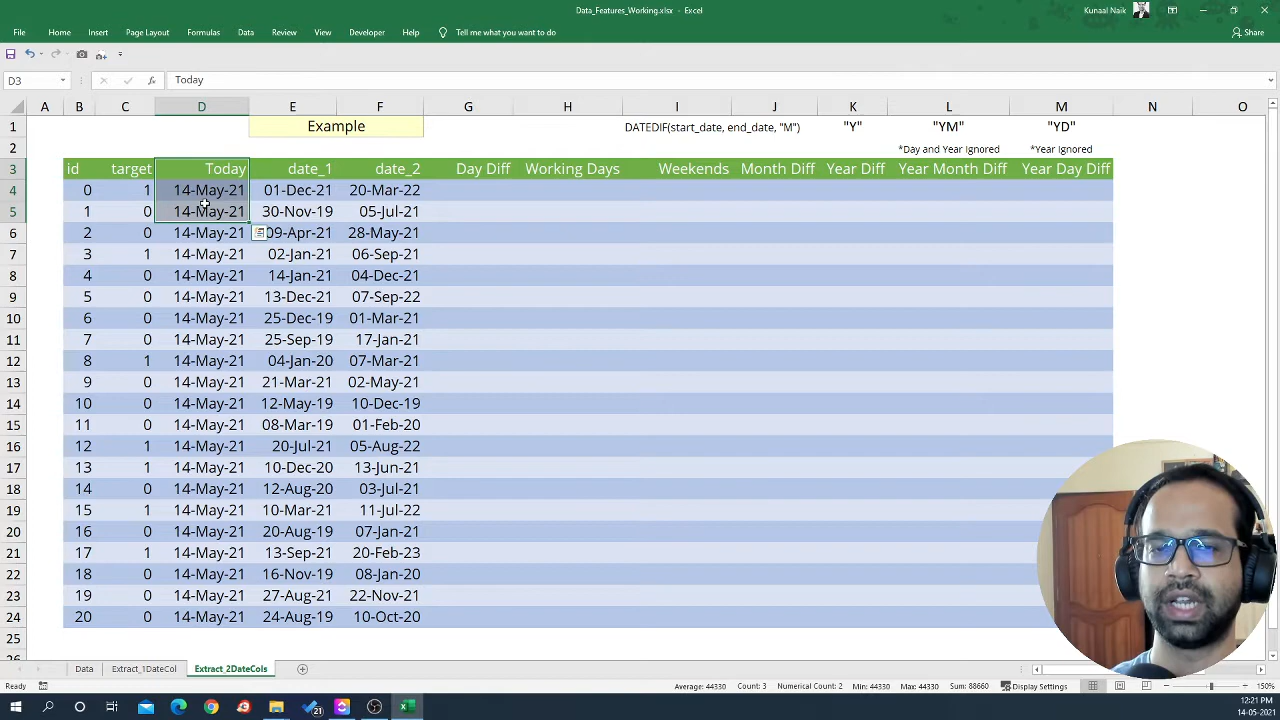 Data_Features_Working.xlsx - Excel
Kunaal Naik
File Home Insert Page Layout Formulas Data Review View Developer Help Tell me what you want to do Share
D3 Today
A B C D E F G H I J K L M N O
1 Example DATEDIF(start_date, end_date, "M") "Y" "YM" "YD"
2 *Day and Year Ignored *Year Ignored
3 id target Today date_1 date_2 Day Diff Working Days Weekends Month Diff Year Diff Year Month Diff Year Day Diff
4 0 1 14-May-21 01-Dec-21 20-Mar-22
5 1 0 14-May-21 30-Nov-19 05-Jul-21
6 2 0 14-May-21 09-Apr-21 28-May-21
7 3 1 14-May-21 02-Jan-21 06-Sep-21
8 4 0 14-May-21 14-Jan-21 04-Dec-21
9 5 0 14-May-21 13-Dec-21 07-Sep-22
10 6 0 14-May-21 25-Dec-19 01-Mar-21
11 7 0 14-May-21 25-Sep-19 17-Jan-21
12 8 1 14-May-21 04-Jan-20 07-Mar-21
13 9 0 14-May-21 21-Mar-21 02-May-21
14 10 0 14-May-21 12-May-19 10-Dec-19
15 11 0 14-May-21 08-Mar-19 01-Feb-20
16 12 1 14-May-21 20-Jul-21 05-Aug-22
17 13 1 14-May-21 10-Dec-20 13-Jun-21
18 14 0 14-May-21 12-Aug-20 03-Jul-21
19 15 1 14-May-21 10-Mar-21 11-Jul-22
20 16 0 14-May-21 20-Aug-19 07-Jan-21
21 17 1 14-May-21 13-Sep-21 20-Feb-23
22 18 0 14-May-21 16-Nov-19 08-Jan-20
23 19 0 14-May-21 27-Aug-21 22-Nov-21
24 20 0 14-May-21 24-Aug-19 10-Oct-20
25
Data Extract_1DateCol Extract_2DateCols
Ready Average: 44330 Count: 3 Numerical Count: 2 Min: 44330 Max: 44330 Sum: 88660 Display Settings 150%
21
12:21 PM
14-05-2021